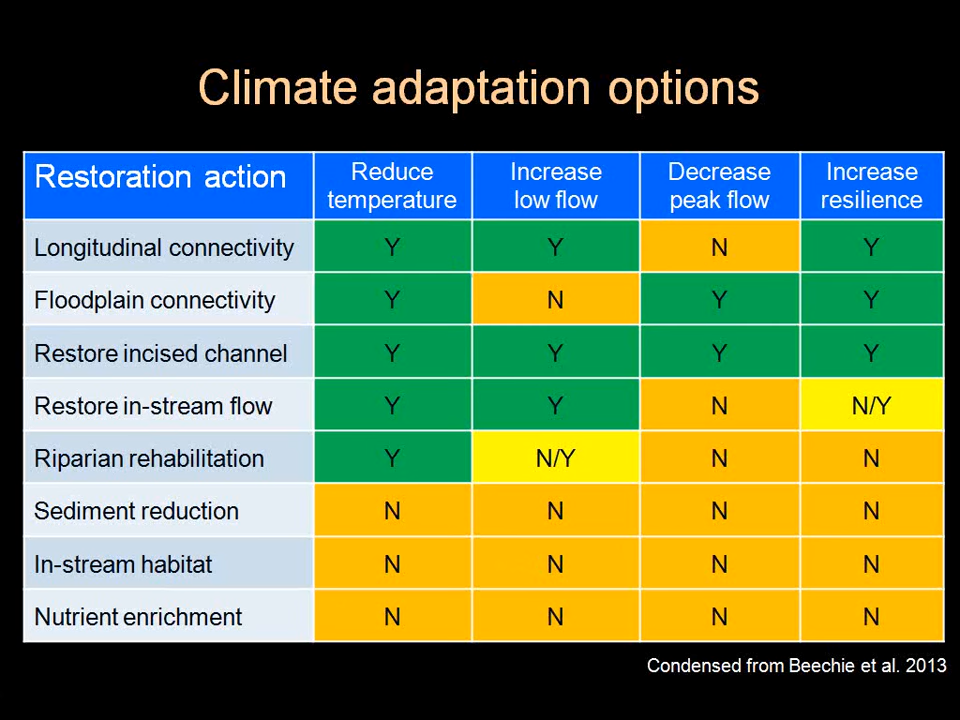 Climate adaptation options
Restoration action Reduce temperature Increase low flow Decrease peak flow Increase resilience
Longitudinal connectivity Y Y N Y
Floodplain connectivity Y N Y Y
Restore incised channel Y Y Y Y
Restore in-stream flow Y Y N N/Y
Riparian rehabilitation Y N/Y N N
Sediment reduction N N N N
In-stream habitat N N N N
Nutrient enrichment N N N N
Condensed from Beechie et al. 2013